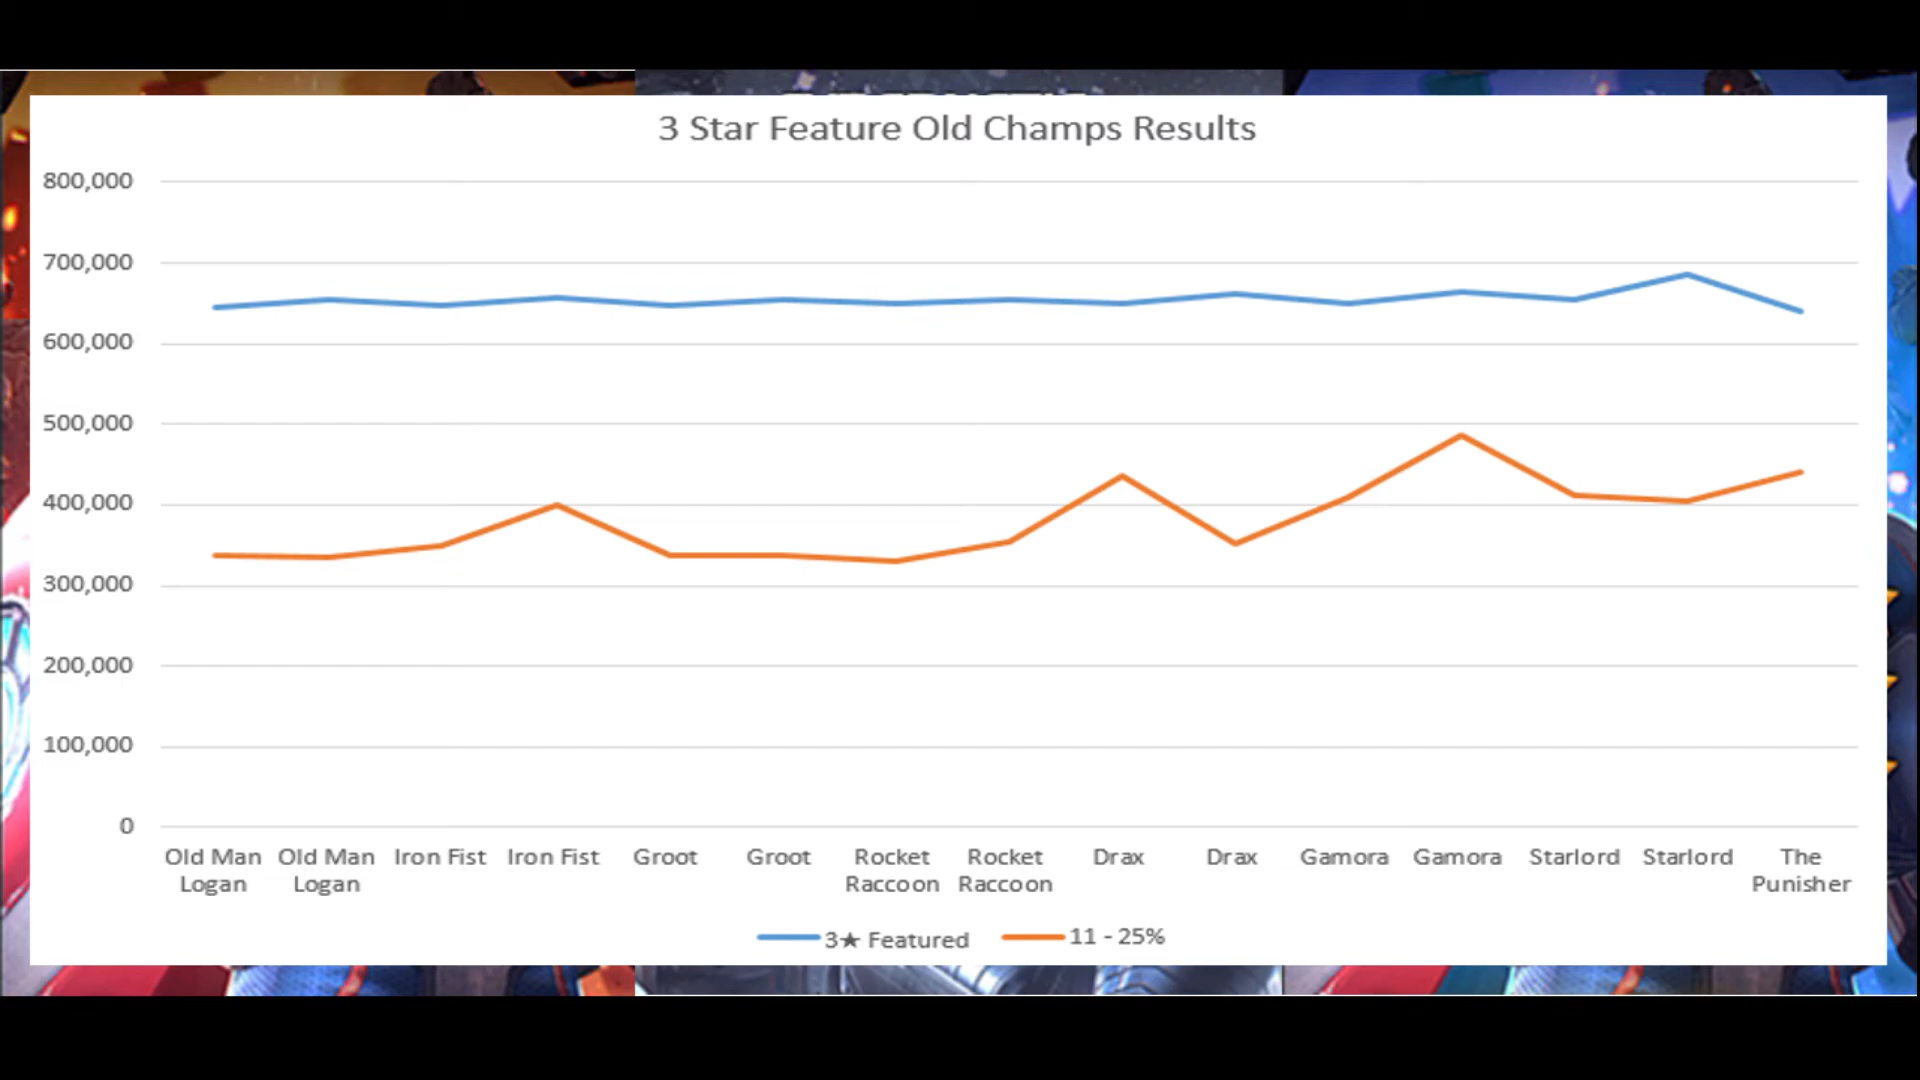 3 Star Feature Old Champs Results
800,000
700,000
600,000
500,000
400,000
300,000
200,000
100,000
0
Old Man Logan
Old Man Logan
Iron Fist
Iron Fist
Groot
Groot
Rocket Raccoon
Rocket Raccoon
Drax
Drax
Gamora
Gamora
Starlord
Starlord
The Punisher
3★ Featured
11 - 25%